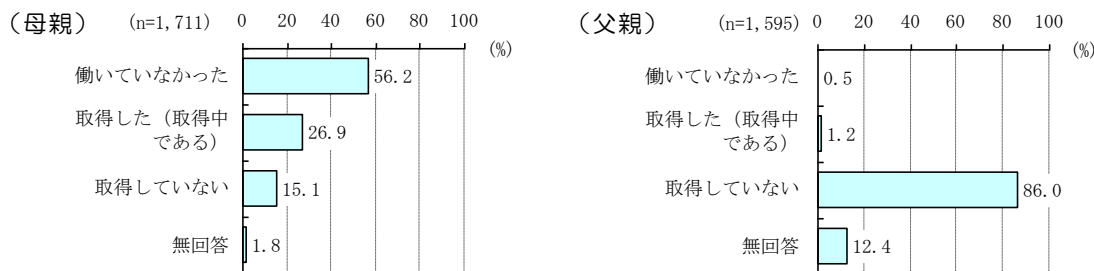 （母親） (n=1,711)
0 20 40 60 80 100
(%)
働いていなかった 56.2
取得した（取得中
である） 26.9
取得していない 15.1
無回答 1.8
（父親） (n=1,595)
0 20 40 60 80 100
(%)
働いていなかった 0.5
取得した（取得中
である） 1.2
取得していない 86.0
無回答 12.4